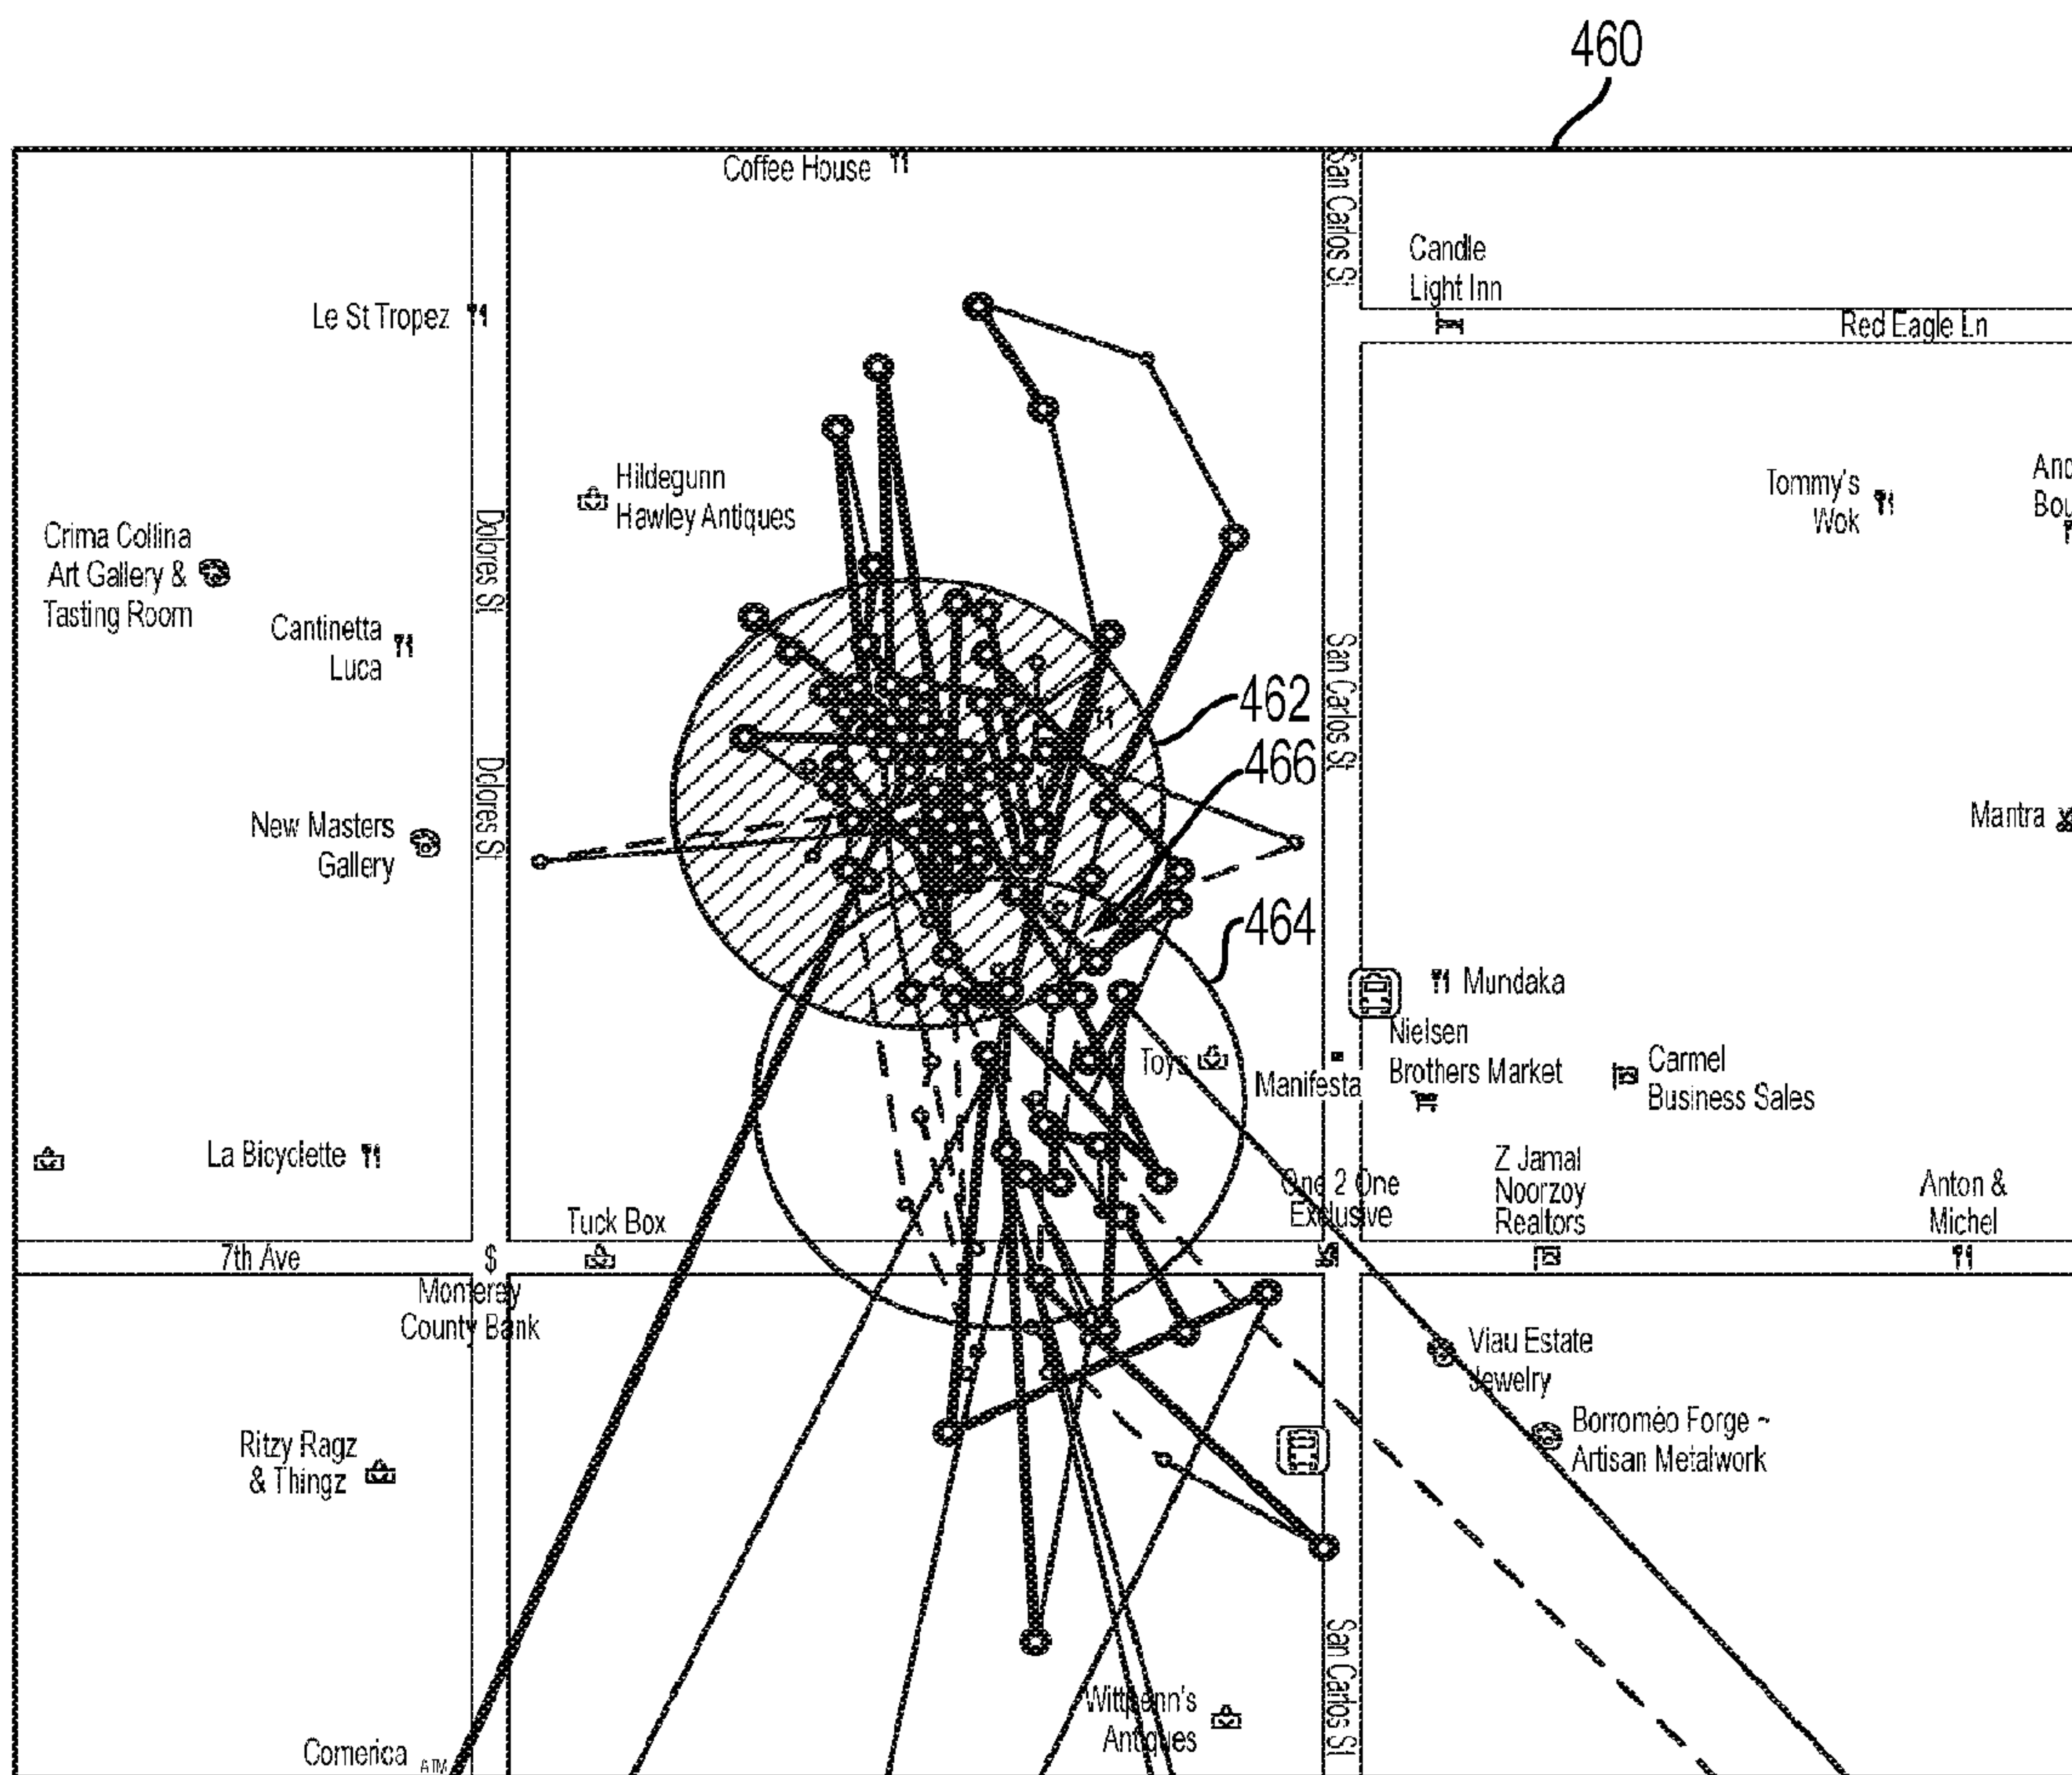 460
Coffee House
San Carlos St
Candle
Light Inn
Le St Tropez
Red Eagle Ln
Hildegunn
Hawley Antiques
Tommy's
Wok
Crima Collina
Art Gallery &
Tasting Room
Dolores St
Cantinetta
Luca
San Carlos St
462
466
Dolores St
New Masters
Gallery
Mantra
464
Mundaka
Nielsen
Brothers Market
Toys
Manifesta
Carmel
Business Sales
La Bicyclette
Z Jamal
Noorzoy
Realtors
One 2 One
Exclusive
Anton &
Michel
Tuck Box
7th Ave
$
Monterey
County Bank
Viau Estate
Jewelry
Borroméo Forge ~
Artisan Metalwork
Ritzy Ragz
& Thingz
San Carlos St
Wittpenn's
Antiques
Comerica
ATM